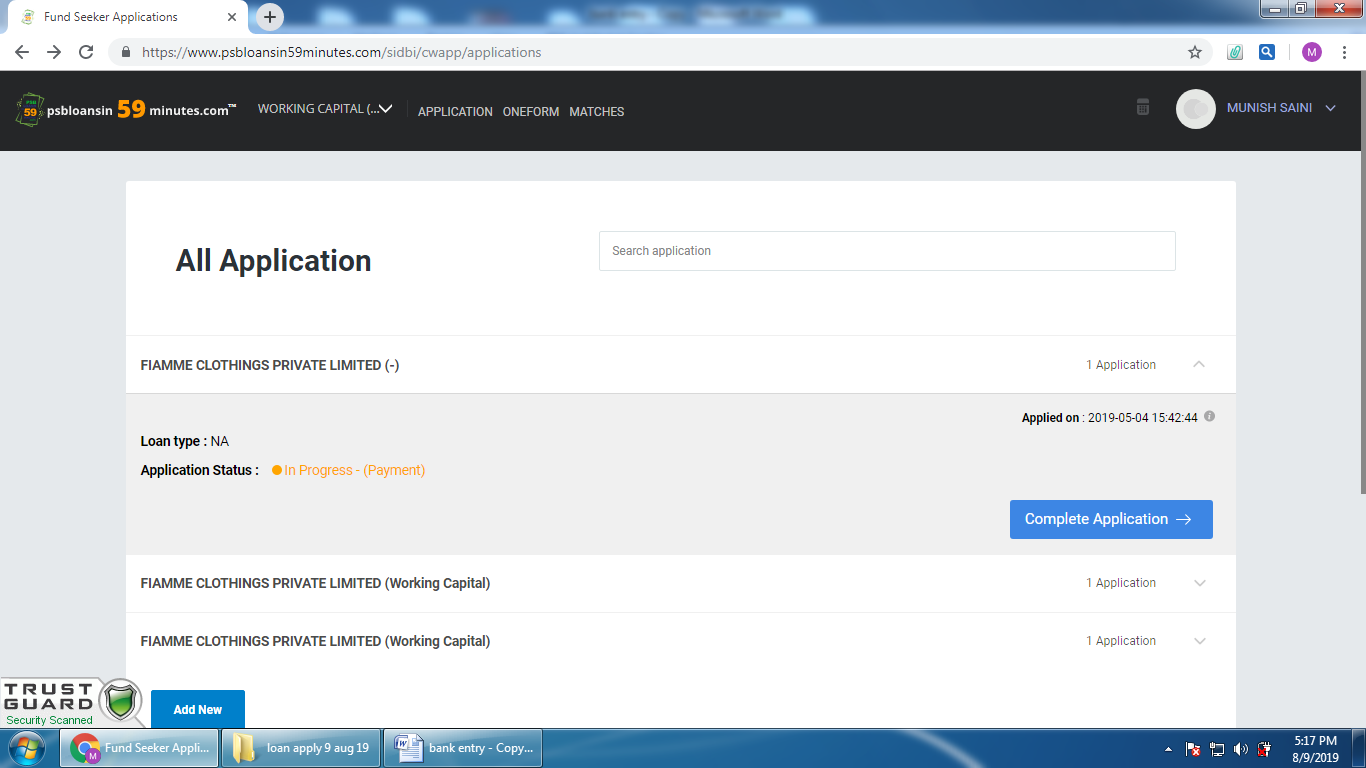 Fund Seeker Applications
https://www.psbloansin59minutes.com/sidbi/cwapp/applications
M
PSB
59
psbloansin 59 minutes.com™
WORKING CAPITAL (...
APPLICATION ONEFORM MATCHES
MUNISH SAINI
All Application
Search application
FIAMME CLOTHINGS PRIVATE LIMITED (-)
1 Application
Applied on : 2019-05-04 15:42:44
Loan type : NA
Application Status : In Progress - (Payment)
Complete Application →
FIAMME CLOTHINGS PRIVATE LIMITED (Working Capital)
1 Application
FIAMME CLOTHINGS PRIVATE LIMITED (Working Capital)
1 Application
TRUST
GUARD
Security Scanned
Add New
M
Fund Seeker Appli...
loan apply 9 aug 19
bank entry - Copy...
5:17 PM
8/9/2019